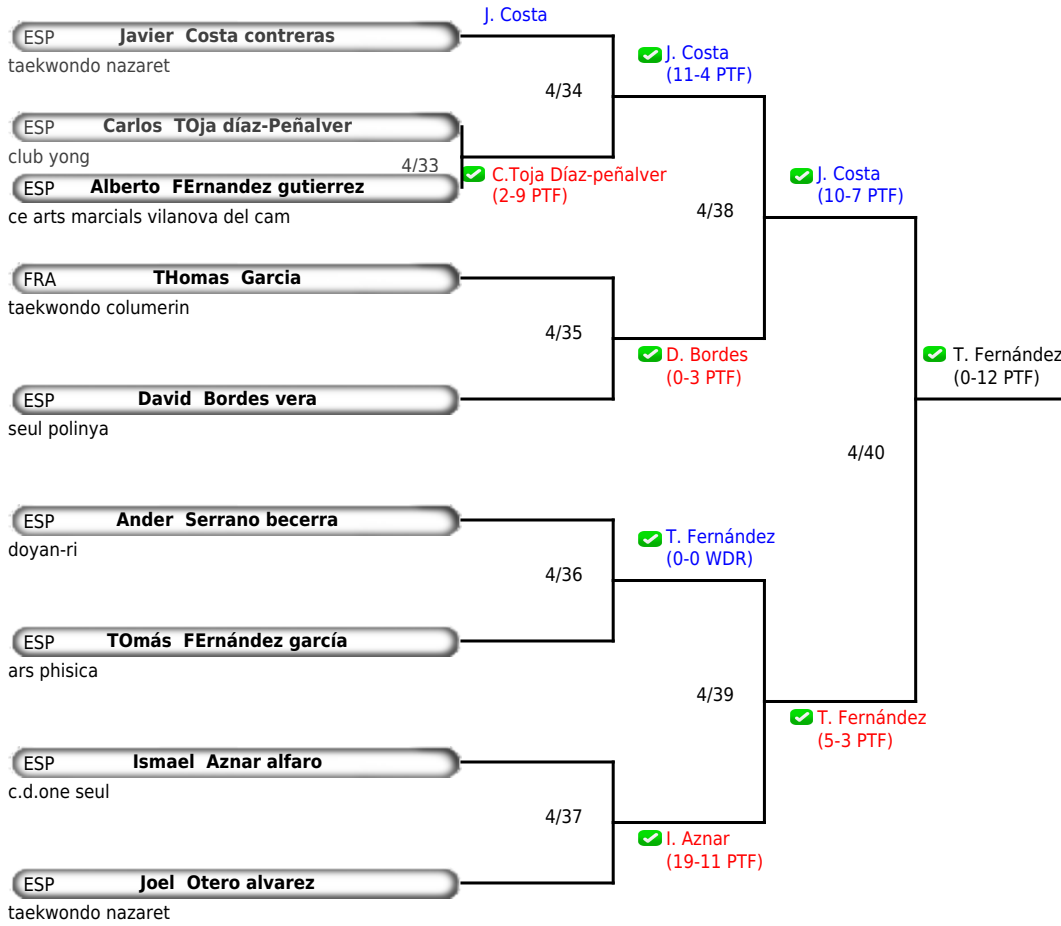 J. Costa
ESP Javier Costa contreras
taekwondo nazaret
J. Costa
(11-4 PTF)
4/34
ESP Carlos TOja díaz-Peñalver
club yong
4/33
C.Toja Díaz-peñalver
(2-9 PTF)
ESP Alberto FErnandez gutierrez
ce arts marcials vilanova del cam
J. Costa
(10-7 PTF)
4/38
FRA THomas Garcia
taekwondo columerin
4/35
D. Bordes
(0-3 PTF)
T. Fernández
(0-12 PTF)
ESP David Bordes vera
seul polinya
4/40
ESP Ander Serrano becerra
doyan-ri
T. Fernández
(0-0 WDR)
4/36
ESP TOmás FErnández garcía
ars phisica
4/39
T. Fernández
(5-3 PTF)
ESP Ismael Aznar alfaro
c.d.one seul
4/37
I. Aznar
(19-11 PTF)
ESP Joel Otero alvarez
taekwondo nazaret